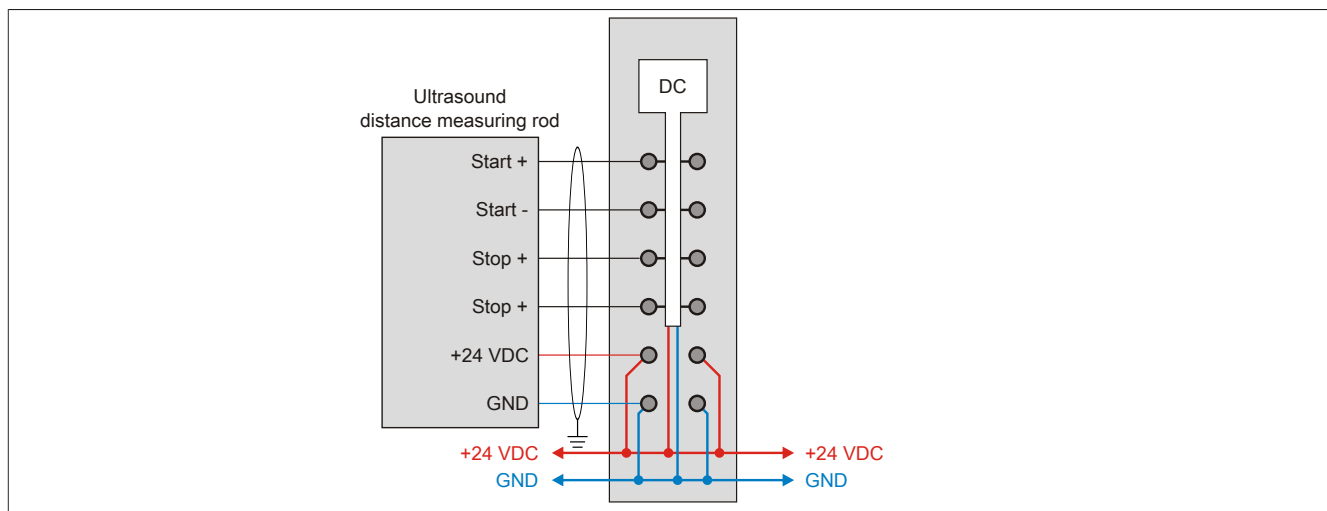 DC
Ultrasound
distance measuring rod
Start +
Start -
Stop +
Stop +
+24 VDC
GND
+24 VDC +24 VDC
GND GND